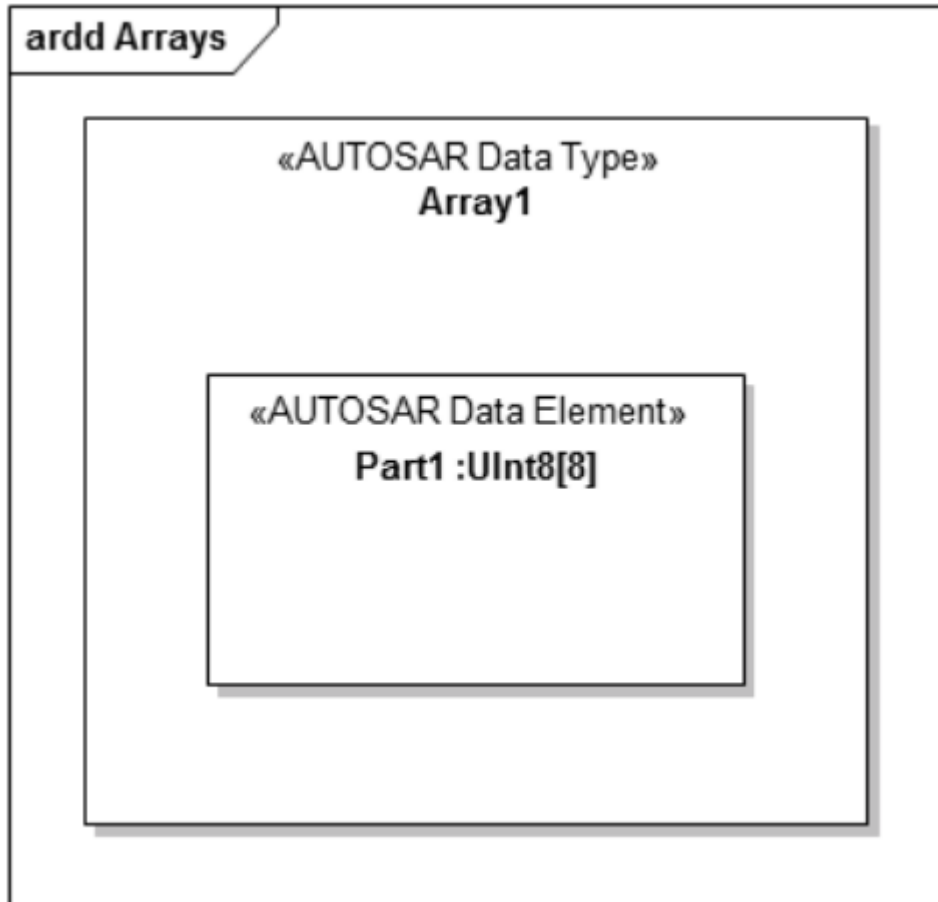 ardd Arrays
«AUTOSAR Data Type»
Array1
«AUTOSAR Data Element»
Part1 :UInt8[8]